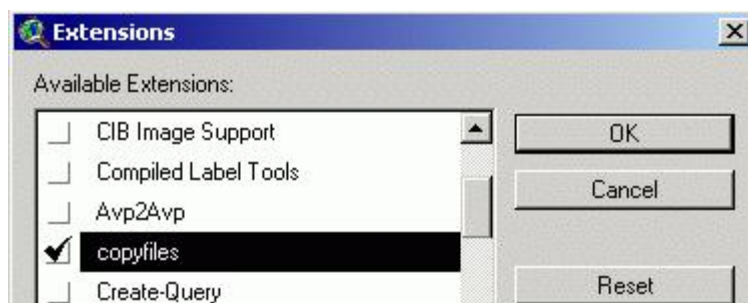 Extensions
Available Extensions:
CIB Image Support
Compiled Label Tools
Avp2Avp
copyfiles
Create-Query
OK
Cancel
Reset